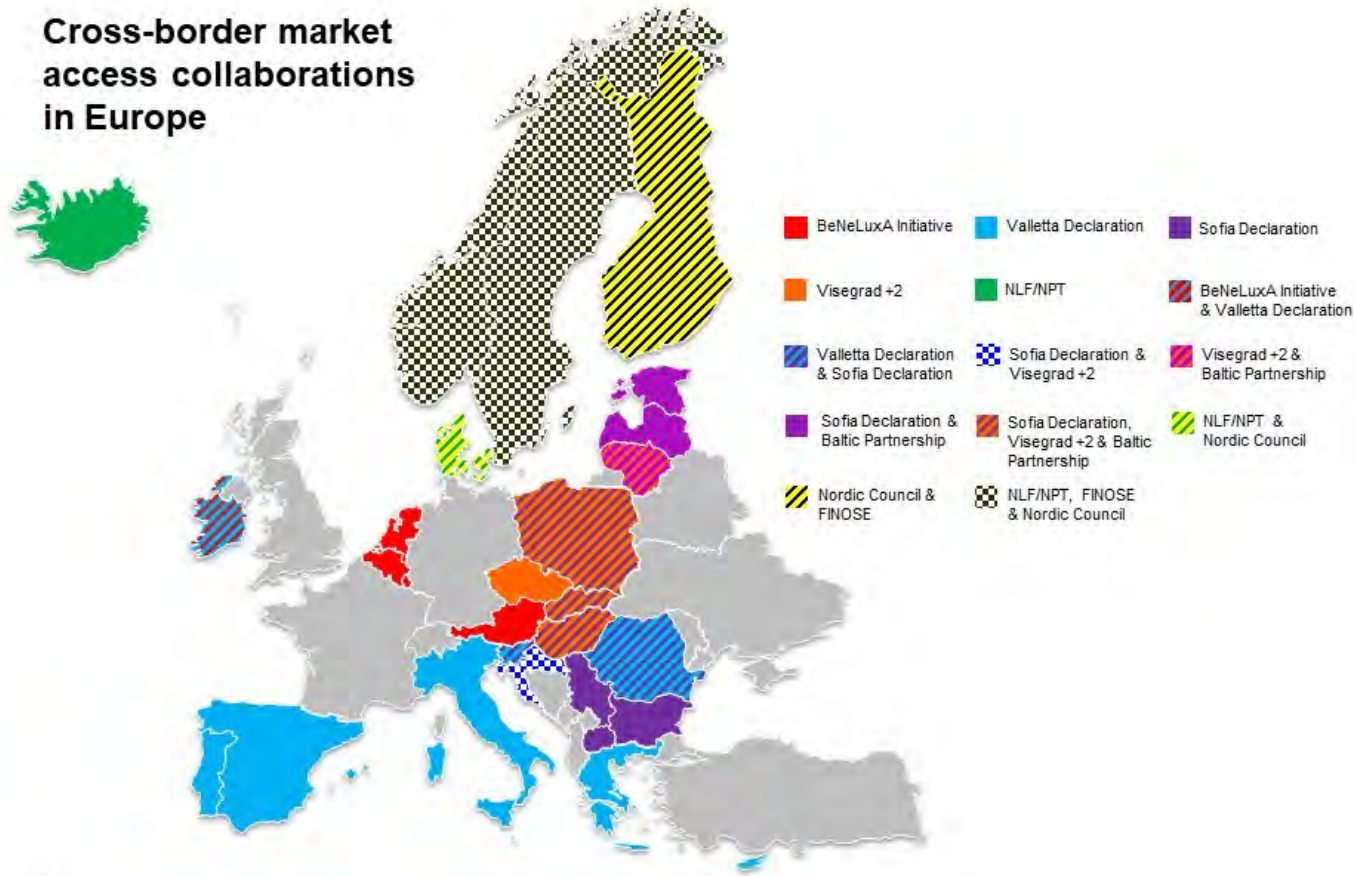 Cross-border market
access collaborations
in Europe
BeNeLuxA Initiative
Valletta Declaration
Sofia Declaration
Visegrad +2
NLF/NPT
BeNeLuxA Initiative
& Valletta Declaration
Valletta Declaration
& Sofia Declaration
Sofia Declaration &
Visegrad +2
Visegrad +2 &
Baltic Partnership
Sofia Declaration &
Baltic Partnership
Sofia Declaration,
Visegrad +2 & Baltic
Partnership
NLF/NPT &
Nordic Council
Nordic Council &
FINOSE
NLF/NPT, FINOSE
& Nordic Council